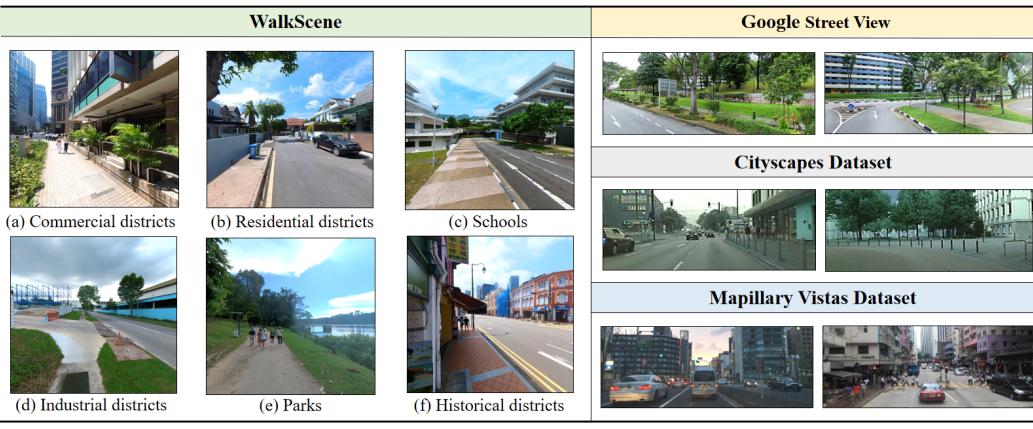 WalkScene
(a) Commercial districts
(b) Residential districts
(c) Schools
(d) Industrial districts
(e) Parks
(f) Historical districts
Google Street View
Cityscapes Dataset
Mapillary Vistas Dataset